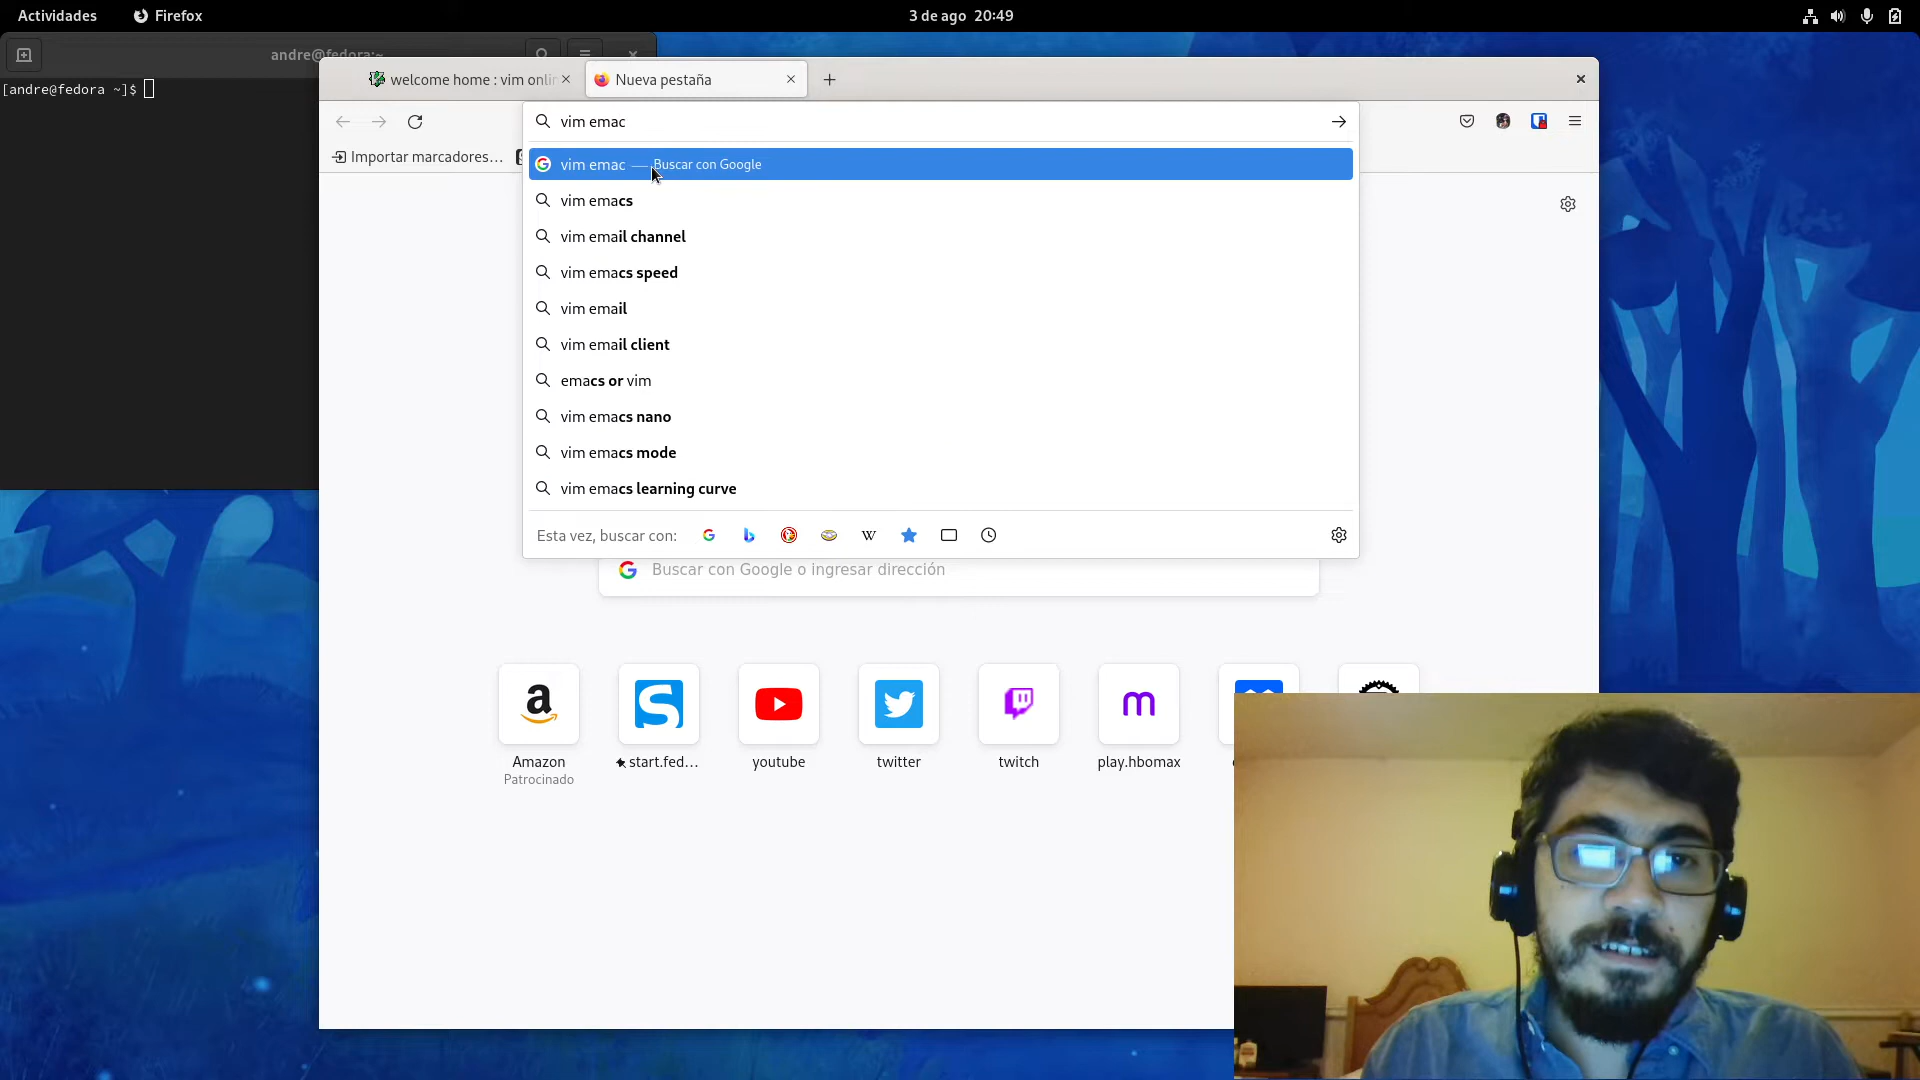 Actividades
Firefox
3 de ago 20:49
andre@fedora:~
[andre@fedora ~]$
welcome home : vim onlin
Nueva pestaña
vim emac
Importar marcadores...
vim emac — Buscar con Google
vim emacs
vim email channel
vim emacs speed
vim email
vim email client
emacs or vim
vim emacs nano
vim emacs mode
vim emacs learning curve
Esta vez, buscar con:
Buscar con Google o ingresar dirección
Amazon
Patrocinado
start.fed...
youtube
twitter
twitch
play.hbomax